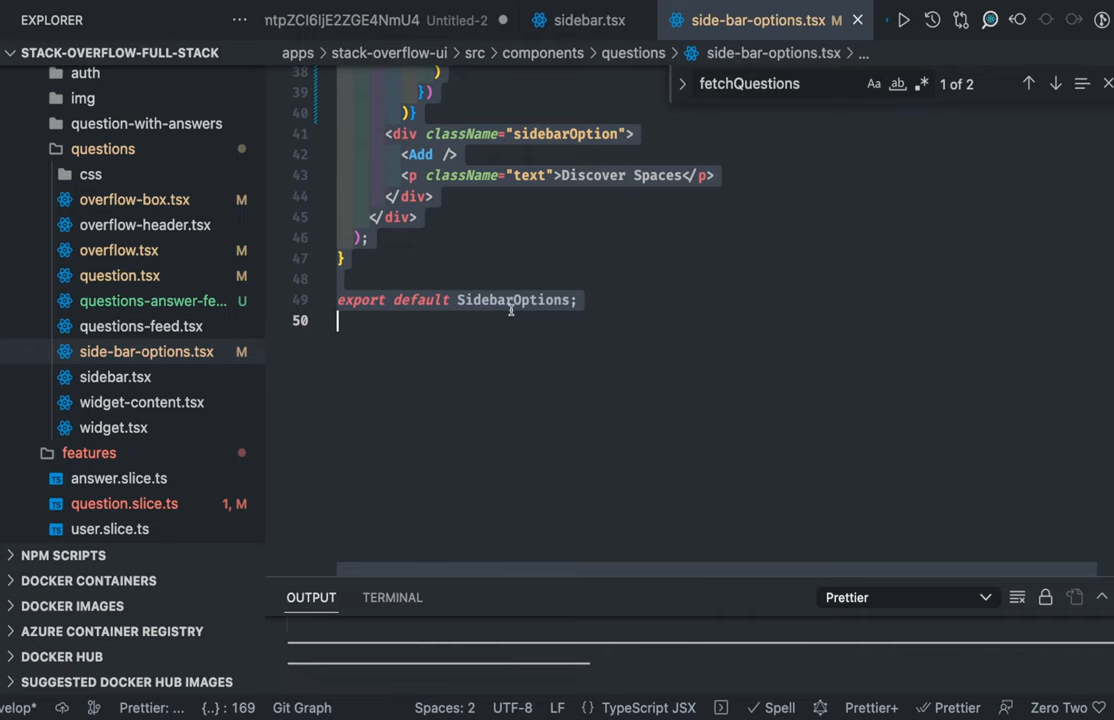 EXPLORER ···
STACK-OVERFLOW-FULL-STACK
auth
img
question-with-answers
questions
css
overflow-box.tsx M
overflow-header.tsx
overflow.tsx M
question.tsx M
questions-answer-fe... U
questions-feed.tsx
side-bar-options.tsx M
sidebar.tsx
widget-content.tsx
widget.tsx
features
answer.slice.ts
question.slice.ts 1, M
user.slice.ts
NPM SCRIPTS
DOCKER CONTAINERS
DOCKER IMAGES
AZURE CONTAINER REGISTRY
DOCKER HUB
SUGGESTED DOCKER HUB IMAGES
Untitled-2
sidebar.tsx
side-bar-options.tsx M
apps > stack-overflow-ui > src > components > questions > side-bar-options.tsx > ...
fetchQuestions Aa ab .* 1 of 2
38 )
39 })
40 )}
41 <div className="sidebarOption">
42 <Add />
43 <p className="text">Discover Spaces</p>
44 </div>
45 </div>
46 );
47 }
48
49 export default SidebarOptions;
50
OUTPUT TERMINAL Prettier
velop* Prettier: ... {..} : 169 Git Graph Spaces: 2 UTF-8 LF {} TypeScript JSX Spell Prettier+ Prettier Zero Two